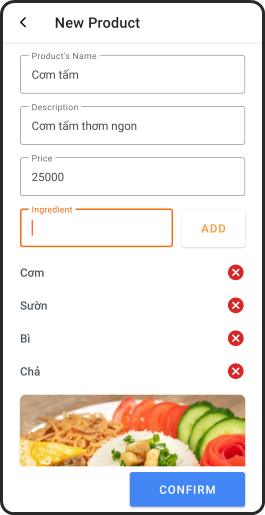 New Product
Product's Name
Cơm tấm
Description
Cơm tấm thơm ngon
Price
25000
Ingredient
ADD
Cơm
Sườn
Bì
Chả
CONFIRM